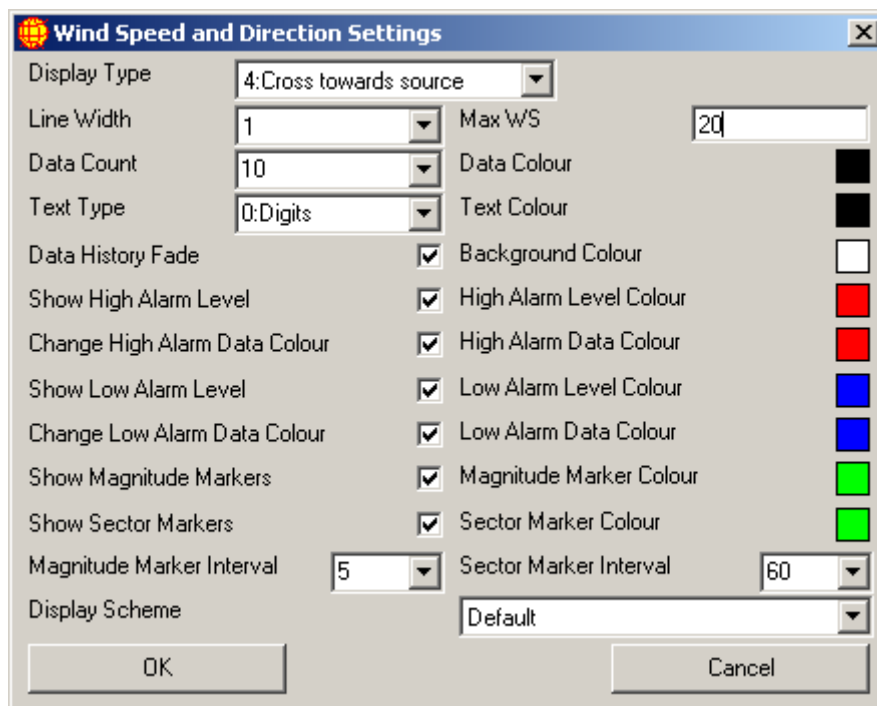 Wind Speed and Direction Settings
Display Type 4:Cross towards source
Line Width 1 Max WS 20
Data Count 10 Data Colour
Text Type 0:Digits Text Colour
Data History Fade Background Colour
Show High Alarm Level High Alarm Level Colour
Change High Alarm Data Colour High Alarm Data Colour
Show Low Alarm Level Low Alarm Level Colour
Change Low Alarm Data Colour Low Alarm Data Colour
Show Magnitude Markers Magnitude Marker Colour
Show Sector Markers Sector Marker Colour
Magnitude Marker Interval 5 Sector Marker Interval 60
Display Scheme Default
OK Cancel